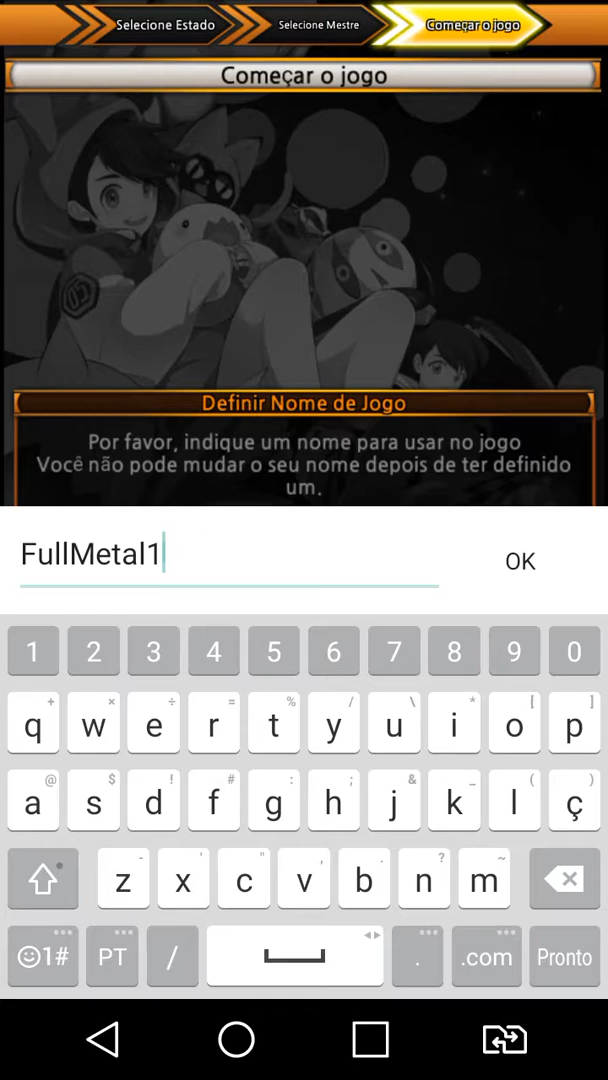 Selecione Estado Selecione Mestre Começar o jogo
Começar o jogo
Definir Nome de Jogo
Por favor, indique um nome para usar no jogo
Você não pode mudar o seu nome depois de ter definido
um.
FullMetal1
OK
1 2 3 4 5 6 7 8 9 0
+ × ÷ = % / \ * [ ]
q w e r t y u i o p
@ $ ! # : ; & _ ( )
a s d f g h j k l ç
- ' " , . ? ~
z x c v b n m
1# PT / . .com Pronto